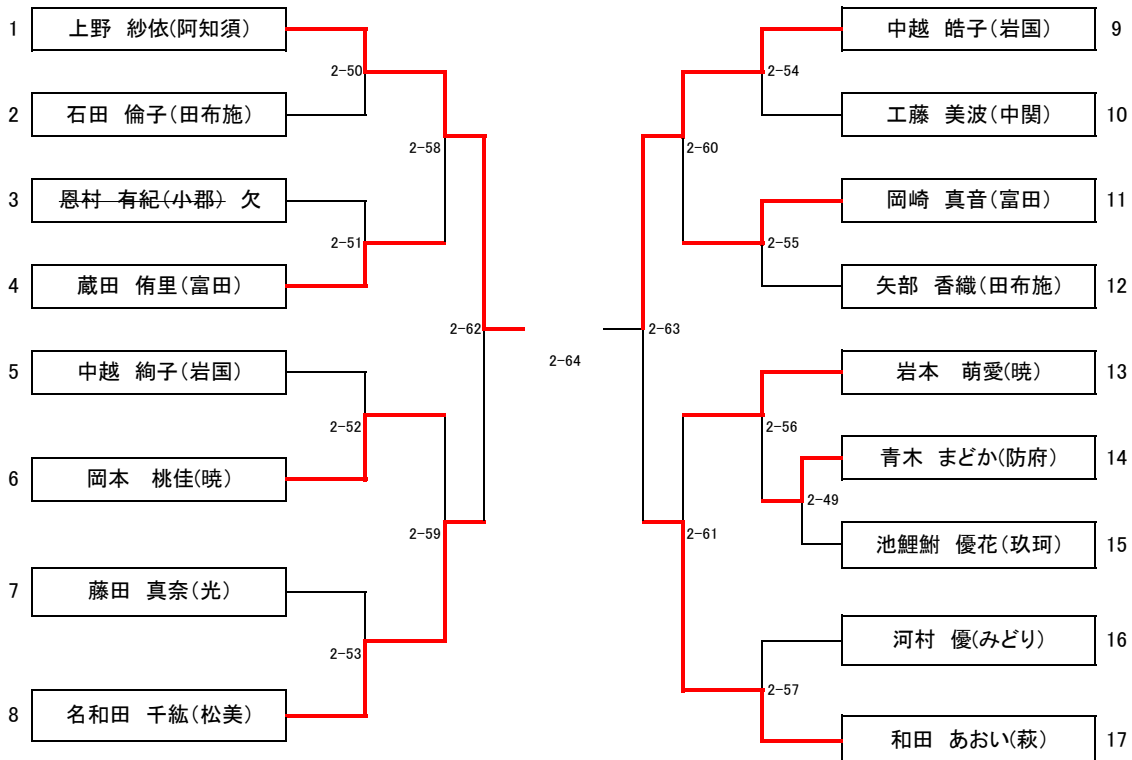 1 上野 紗依(阿知須)
2-50
2 石田 倫子(田布施)
2-58
3 恩村 有紀(小郡) 欠
2-51
4 蔵田 侑里(富田)
2-62
5 中越 絢子(岩国)
2-52
6 岡本 桃佳(暁)
2-59
7 藤田 真奈(光)
2-53
8 名和田 千紘(松美)
2-64
中越 皓子(岩国) 9
2-54
工藤 美波(中関) 10
2-60
岡崎 真音(富田) 11
2-55
矢部 香織(田布施) 12
2-63
岩本 萌愛(暁) 13
2-56
青木 まどか(防府) 14
2-49
2-61
池鯉鮒 優花(玖珂) 15
河村 優(みどり) 16
2-57
和田 あおい(萩) 17